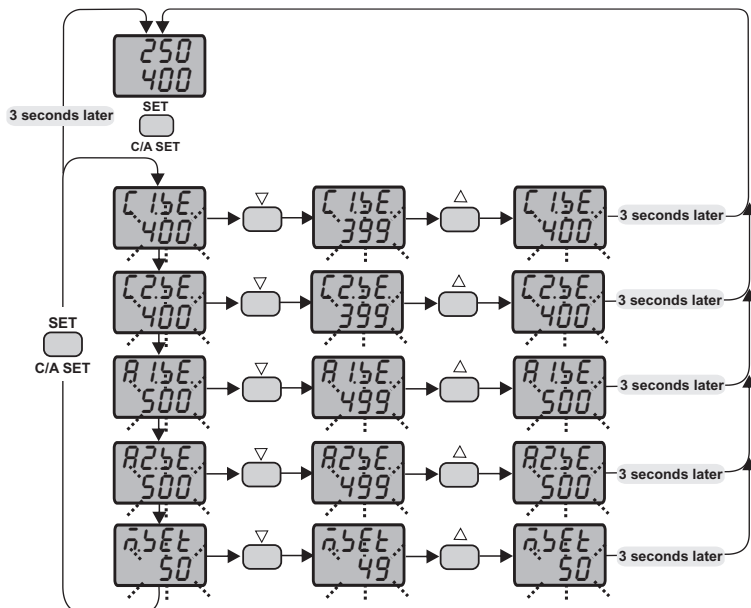 250
400
3 seconds later
SET
C/A SET
C1.SE.
400
▽
C1.SE.
399
△
C1.SE.
400
3 seconds later
C2.SE.
400
▽
C2.SE.
399
△
C2.SE.
400
3 seconds later
SET
C/A SET
A1.SE.
500
▽
A1.SE.
499
△
A1.SE.
500
3 seconds later
A2.SE.
500
▽
A2.SE.
499
△
A2.SE.
500
3 seconds later
50
▽
49
△
50
3 seconds later